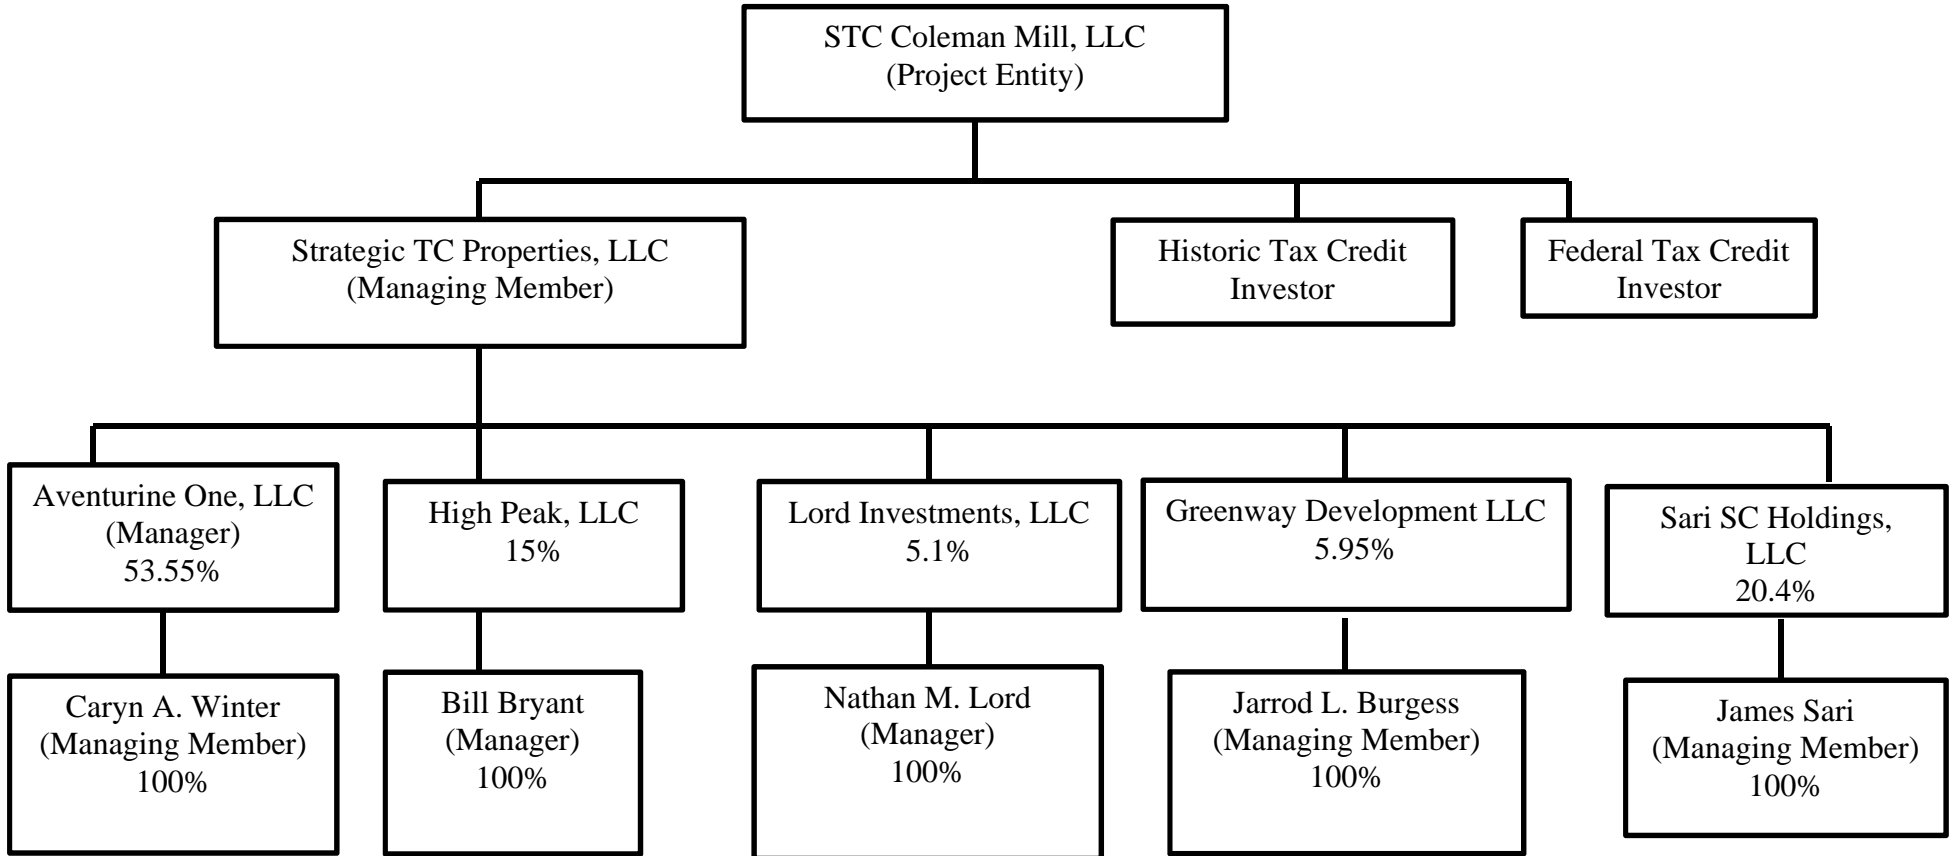 STC Coleman Mill, LLC
(Project Entity)
Strategic TC Properties, LLC
(Managing Member)
Historic Tax Credit
Investor
Federal Tax Credit
Investor
Aventurine One, LLC
(Manager)
53.55%
High Peak, LLC
15%
Lord Investments, LLC
5.1%
Greenway Development LLC
5.95%
Sari SC Holdings,
LLC
20.4%
Caryn A. Winter
(Managing Member)
100%
Bill Bryant
(Manager)
100%
Nathan M. Lord
(Manager)
100%
Jarrod L. Burgess
(Managing Member)
100%
James Sari
(Managing Member)
100%